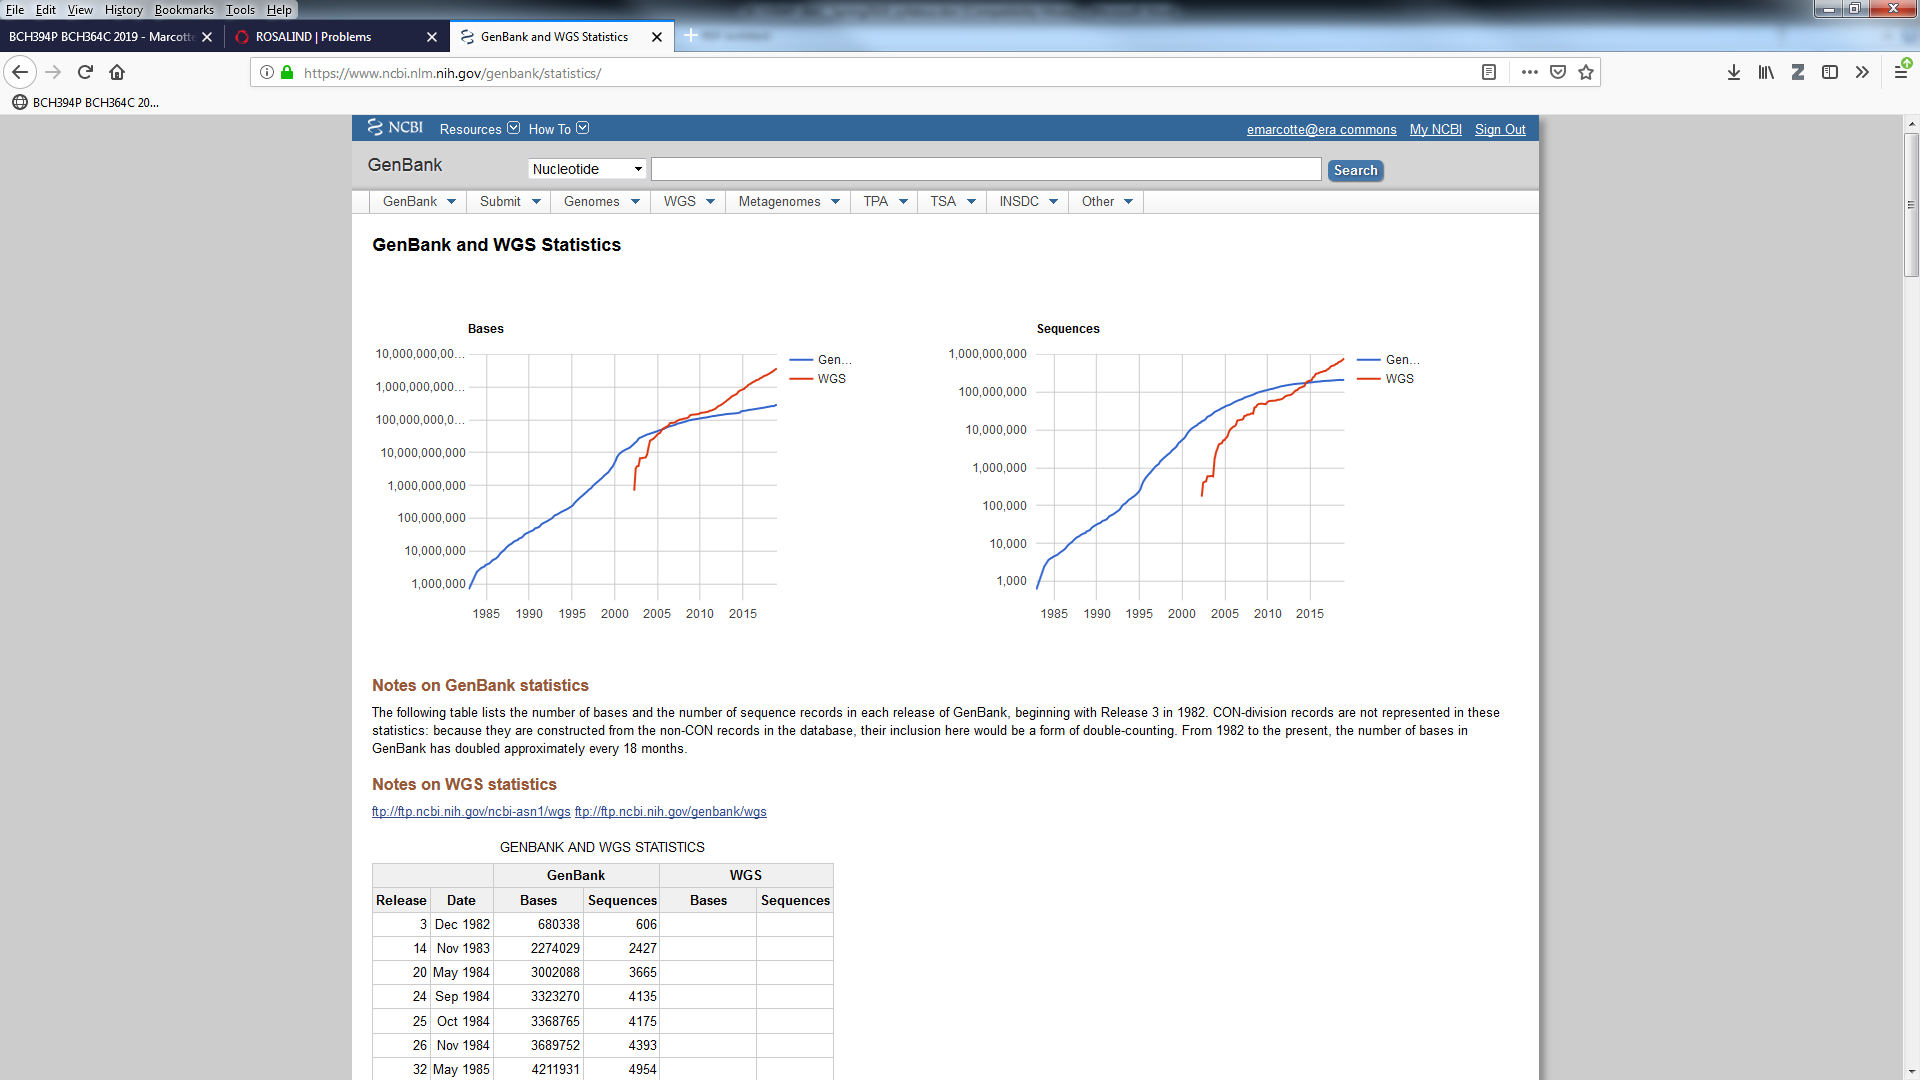 File Edit View History Bookmarks Tools Help
BCH394P BCH364C 2019 - Marcott
ROSALIND | Problems
GenBank and WGS Statistics
https://www.ncbi.nlm.nih.gov/genbank/statistics/
BCH394P BCH364C 20...
NCBI Resources How To emarcotte@era commons My NCBI Sign Out
GenBank Nucleotide Search
GenBank Submit Genomes WGS Metagenomes TPA TSA INSDC Other
GenBank and WGS Statistics
Bases
10,000,000,00...
1,000,000,000...
100,000,000,0...
10,000,000,000
1,000,000,000
100,000,000
10,000,000
1,000,000
1985 1990 1995 2000 2005 2010 2015
Gen...
WGS
Sequences
1,000,000,000
100,000,000
10,000,000
1,000,000
100,000
10,000
1,000
1985 1990 1995 2000 2005 2010 2015
Gen...
WGS
Notes on GenBank statistics
The following table lists the number of bases and the number of sequence records in each release of GenBank, beginning with Release 3 in 1982. CON-division records are not represented in these
statistics: because they are constructed from the non-CON records in the database, their inclusion here would be a form of double-counting. From 1982 to the present, the number of bases in
GenBank has doubled approximately every 18 months.
Notes on WGS statistics
ftp://ftp.ncbi.nih.gov/ncbi-asn1/wgs ftp://ftp.ncbi.nih.gov/genbank/wgs
GENBANK AND WGS STATISTICS
GenBank WGS
Release Date Bases Sequences Bases Sequences
3 Dec 1982 680338 606
14 Nov 1983 2274029 2427
20 May 1984 3002088 3665
24 Sep 1984 3323270 4135
25 Oct 1984 3368765 4175
26 Nov 1984 3689752 4393
32 May 1985 4211931 4954